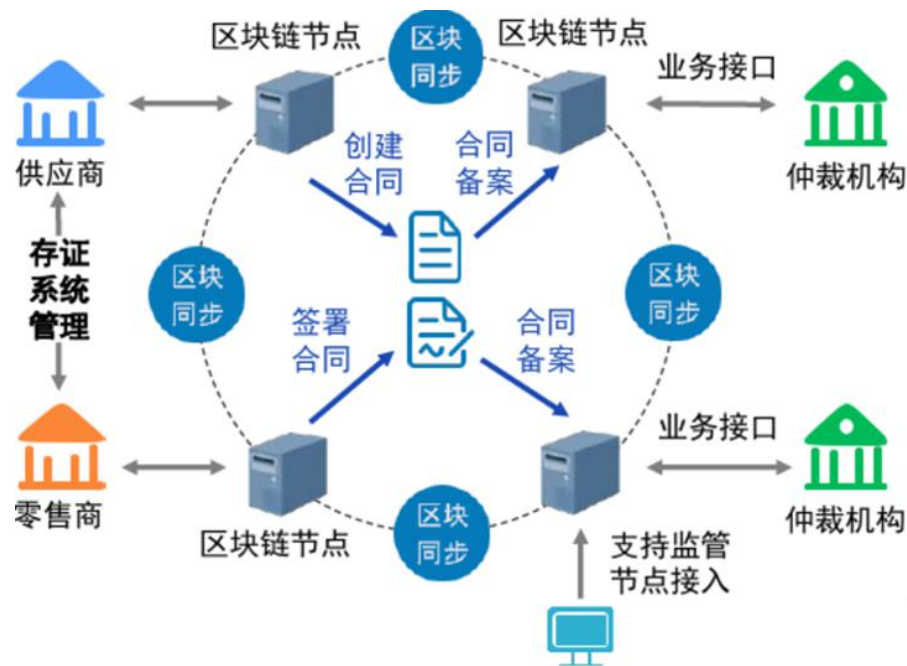 区块链节点
区块
同步
区块链节点
业务接口
供应商
创建
合同
合同
备案
仲裁机构
存证
系统
管理
区块
同步
区块
同步
签署
合同
合同
备案
零售商
区块链节点
区块
同步
业务接口
仲裁机构
支持监管
节点接入